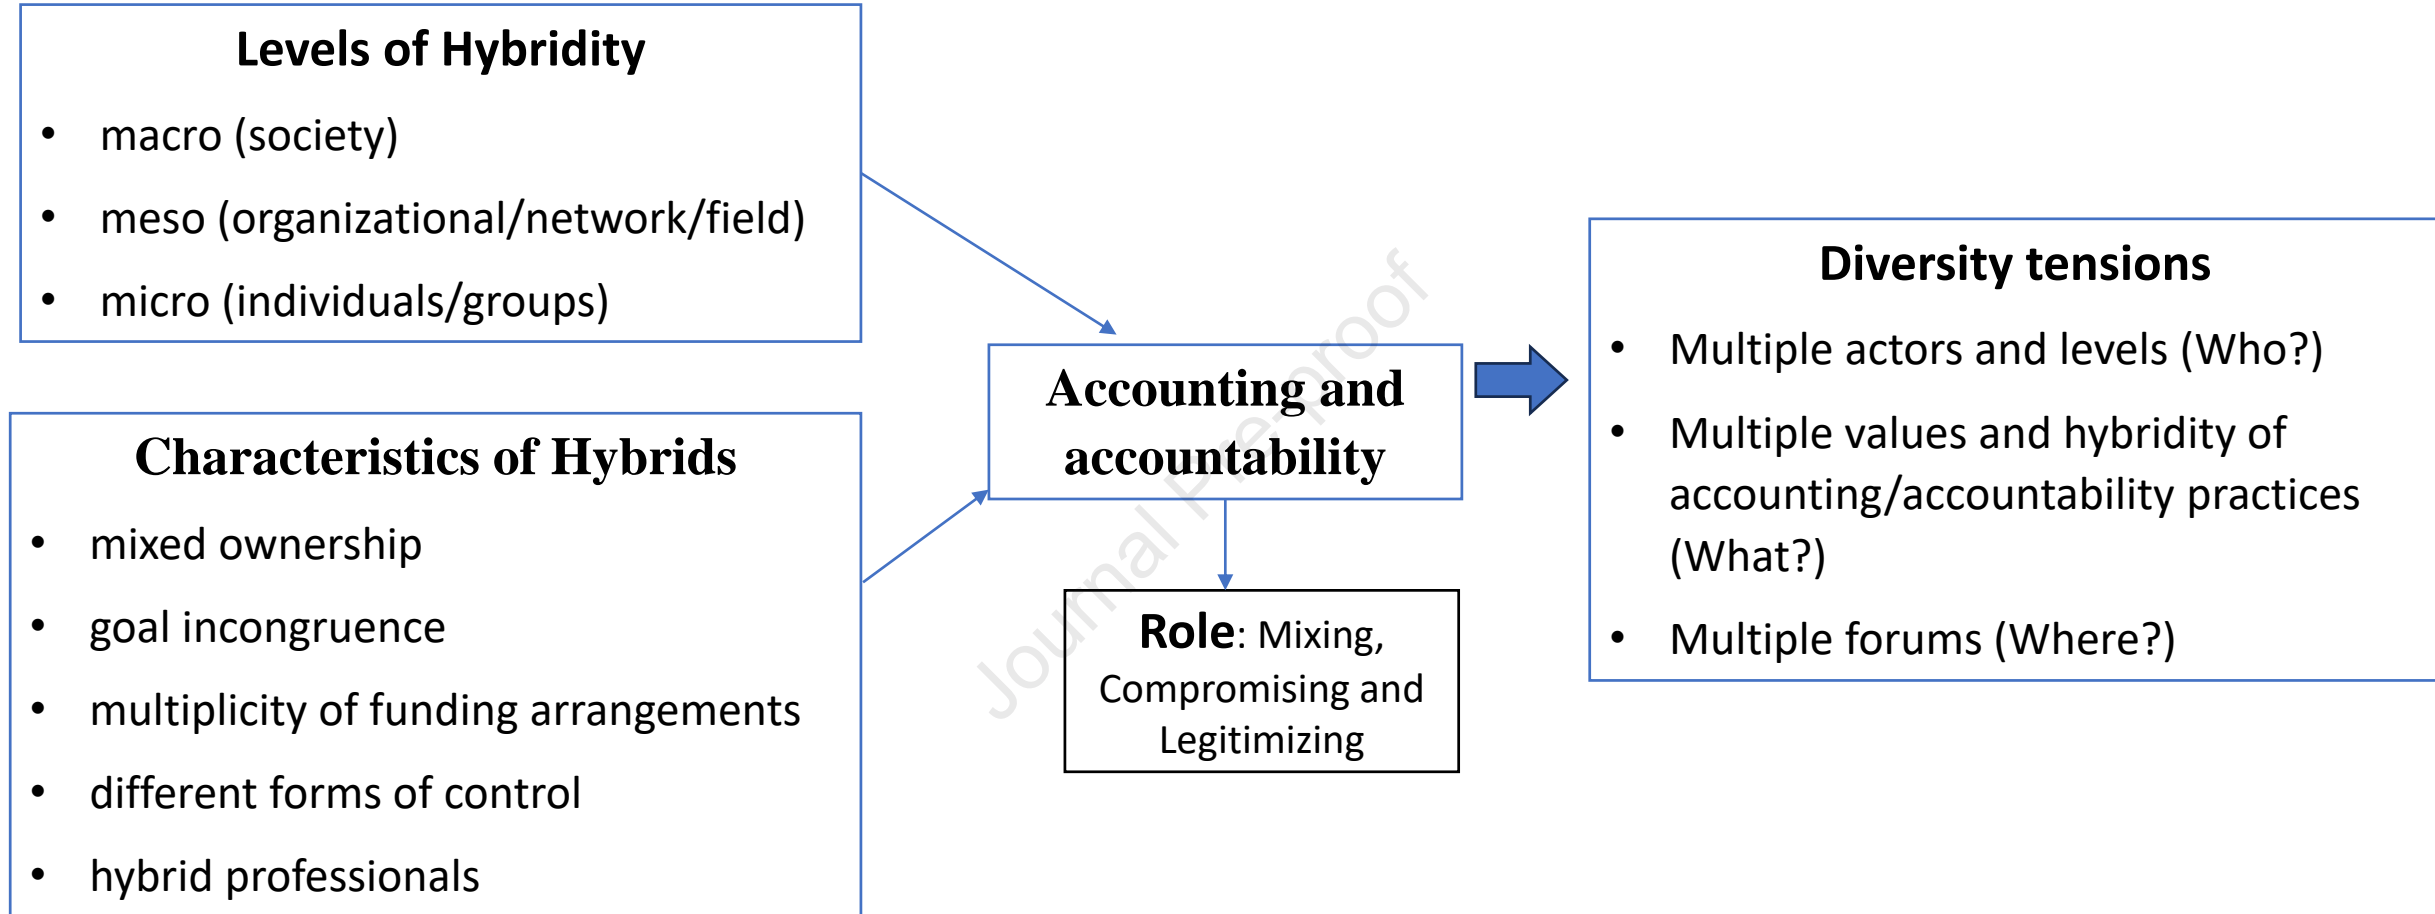 Levels of Hybridity
• macro (society)
• meso (organizational/network/field)
• micro (individuals/groups)
Characteristics of Hybrids
• mixed ownership
• goal incongruence
• multiplicity of funding arrangements
• different forms of control
• hybrid professionals
Accounting and
accountability
Role: Mixing,
Compromising and
Legitimizing
Diversity tensions
• Multiple actors and levels (Who?)
• Multiple values and hybridity of
accounting/accountability practices
(What?)
• Multiple forums (Where?)
Journal Pre-proof